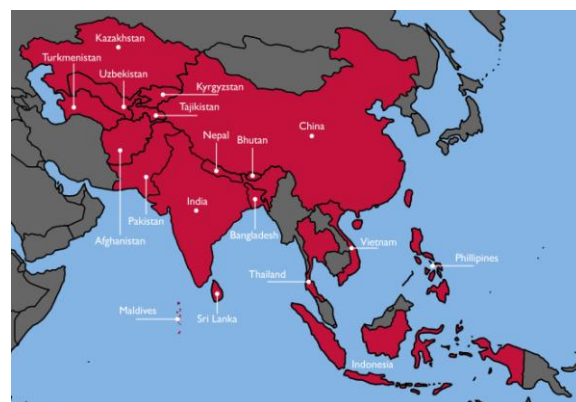 Kazakhstan
Turkmenistan
Uzbekistan
Kyrgyzstan
Tajikistan
China
Nepal
Bhutan
India
Pakistan
Afghanistan
Bangladesh
Vietnam
Thailand
Phillipines
Maldives
Sri Lanka
Indonesia